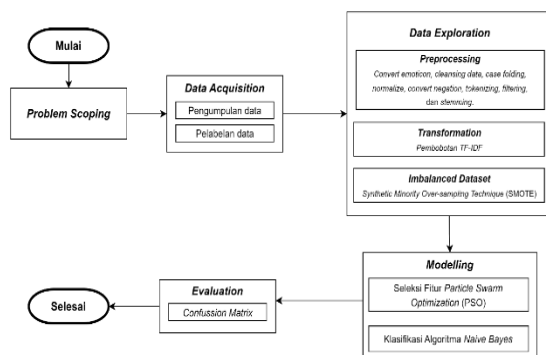 Mulai
Problem Scoping
Data Acquisition
Pengumpulan data
Pelabelan data
Data Exploration
Preprocessing
Convert emoticon, cleansing data, case folding,
normalize, convert negation, tokenizing, filtering,
dan stemming.
Transformation
Pembobotan TF-IDF
Imbalanced Dataset
Synthetic Minority Over-sampling Technique (SMOTE)
Modelling
Seleksi Fitur Particle Swarm
Optimization (PSO)
Klasifikasi Algoritma Naive Bayes
Evaluation
Confussion Matrix
Selesai